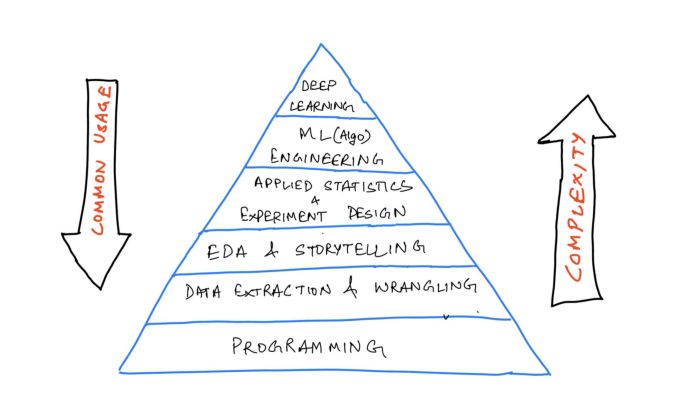 COMMON USAGE
DEEP
LEARNING
ML (Algo)
ENGINEERING
APPLIED STATISTICS
&
EXPERIMENT DESIGN
EDA & STORYTELLING
DATA EXTRACTION & WRANGLING
PROGRAMMING
COMPLEXITY